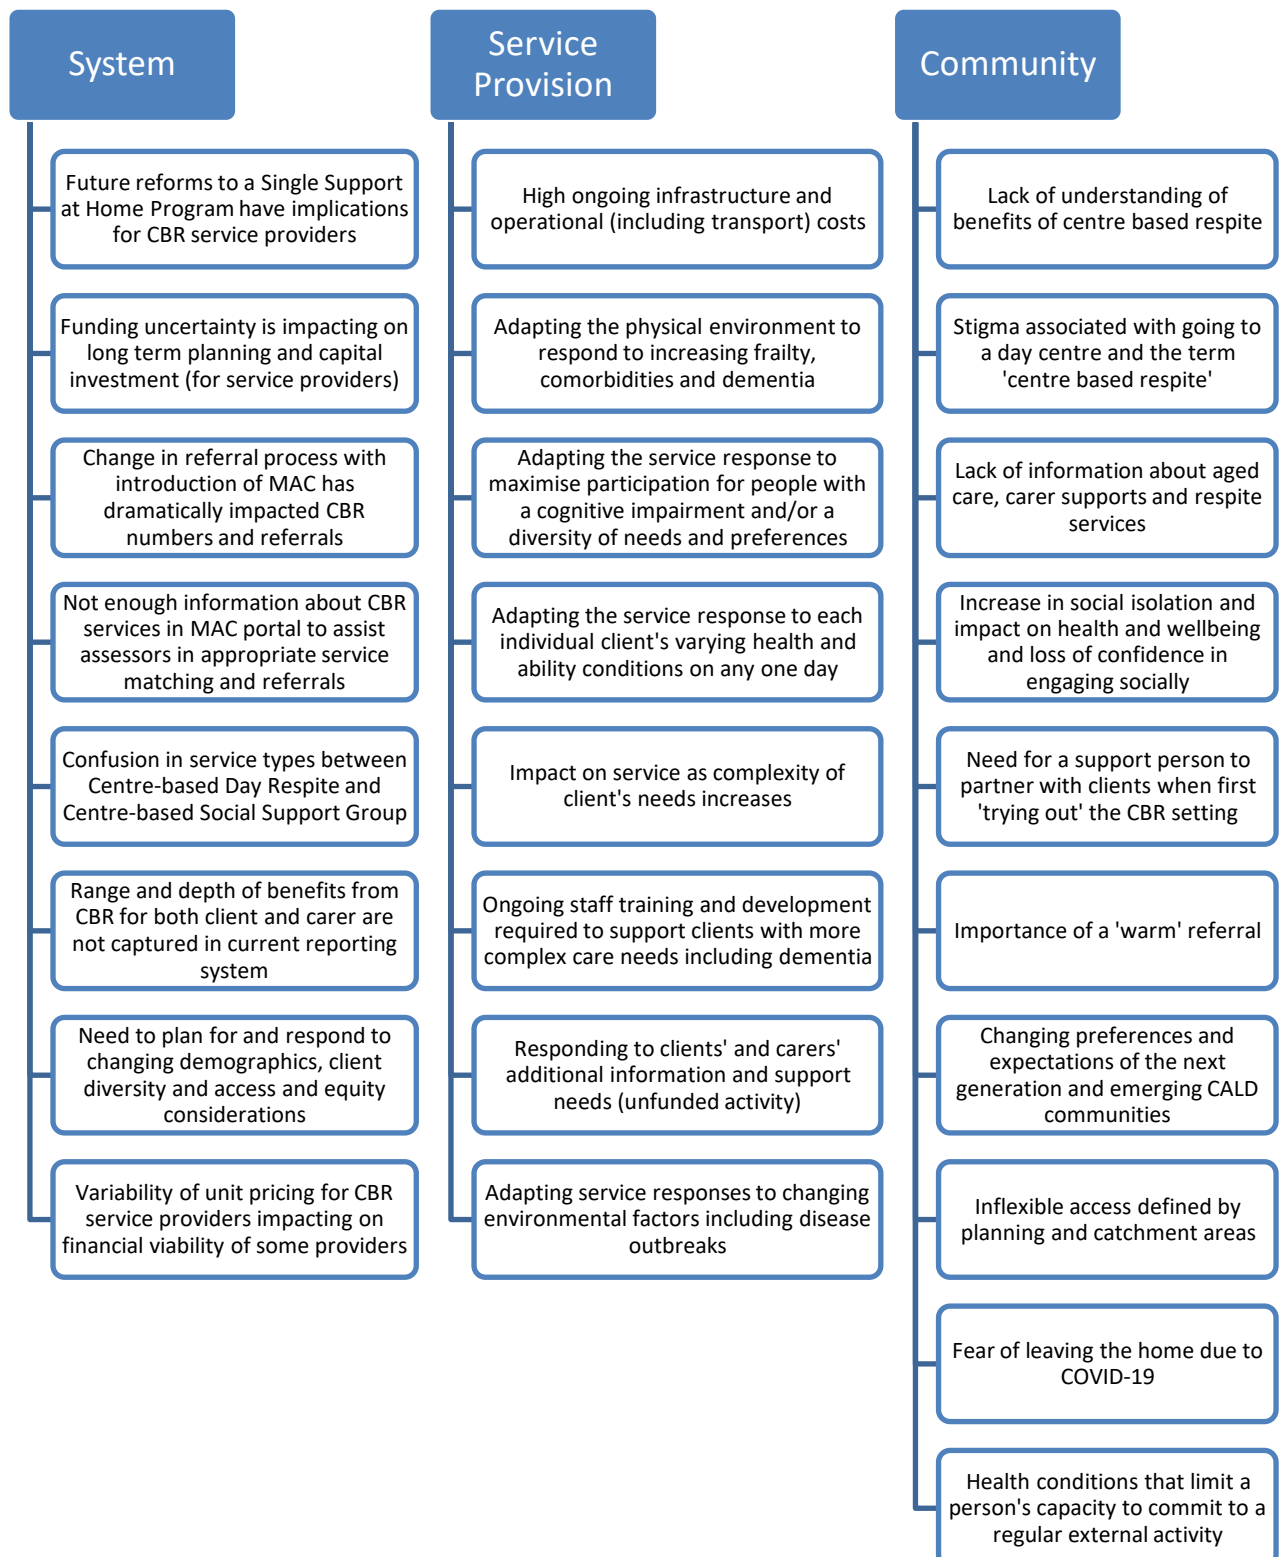 System
Future reforms to a Single Support
at Home Program have implications
for CBR service providers
Funding uncertainty is impacting on
long term planning and capital
investment (for service providers)
Change in referral process with
introduction of MAC has
dramatically impacted CBR
numbers and referrals
Not enough information about CBR
services in MAC portal to assist
assessors in appropriate service
matching and referrals
Confusion in service types between
Centre-based Day Respite and
Centre-based Social Support Group
Range and depth of benefits from
CBR for both client and carer are
not captured in current reporting
system
Need to plan for and respond to
changing demographics, client
diversity and access and equity
considerations
Variability of unit pricing for CBR
service providers impacting on
financial viability of some providers
Service
Provision
High ongoing infrastructure and
operational (including transport) costs
Adapting the physical environment to
respond to increasing frailty,
comorbidities and dementia
Adapting the service response to
maximise participation for people with
a cognitive impairment and/or a
diversity of needs and preferences
Adapting the service response to each
individual client's varying health and
ability conditions on any one day
Impact on service as complexity of
client's needs increases
Ongoing staff training and development
required to support clients with more
complex care needs including dementia
Responding to clients' and carers'
additional information and support
needs (unfunded activity)
Adapting service responses to changing
environmental factors including disease
outbreaks
Community
Lack of understanding of
benefits of centre based respite
Stigma associated with going to
a day centre and the term
'centre based respite'
Lack of information about aged
care, carer supports and respite
services
Increase in social isolation and
impact on health and wellbeing
and loss of confidence in
engaging socially
Need for a support person to
partner with clients when first
'trying out' the CBR setting
Importance of a 'warm' referral
Changing preferences and
expectations of the next
generation and emerging CALD
communities
Inflexible access defined by
planning and catchment areas
Fear of leaving the home due to
COVID-19
Health conditions that limit a
person's capacity to commit to a
regular external activity